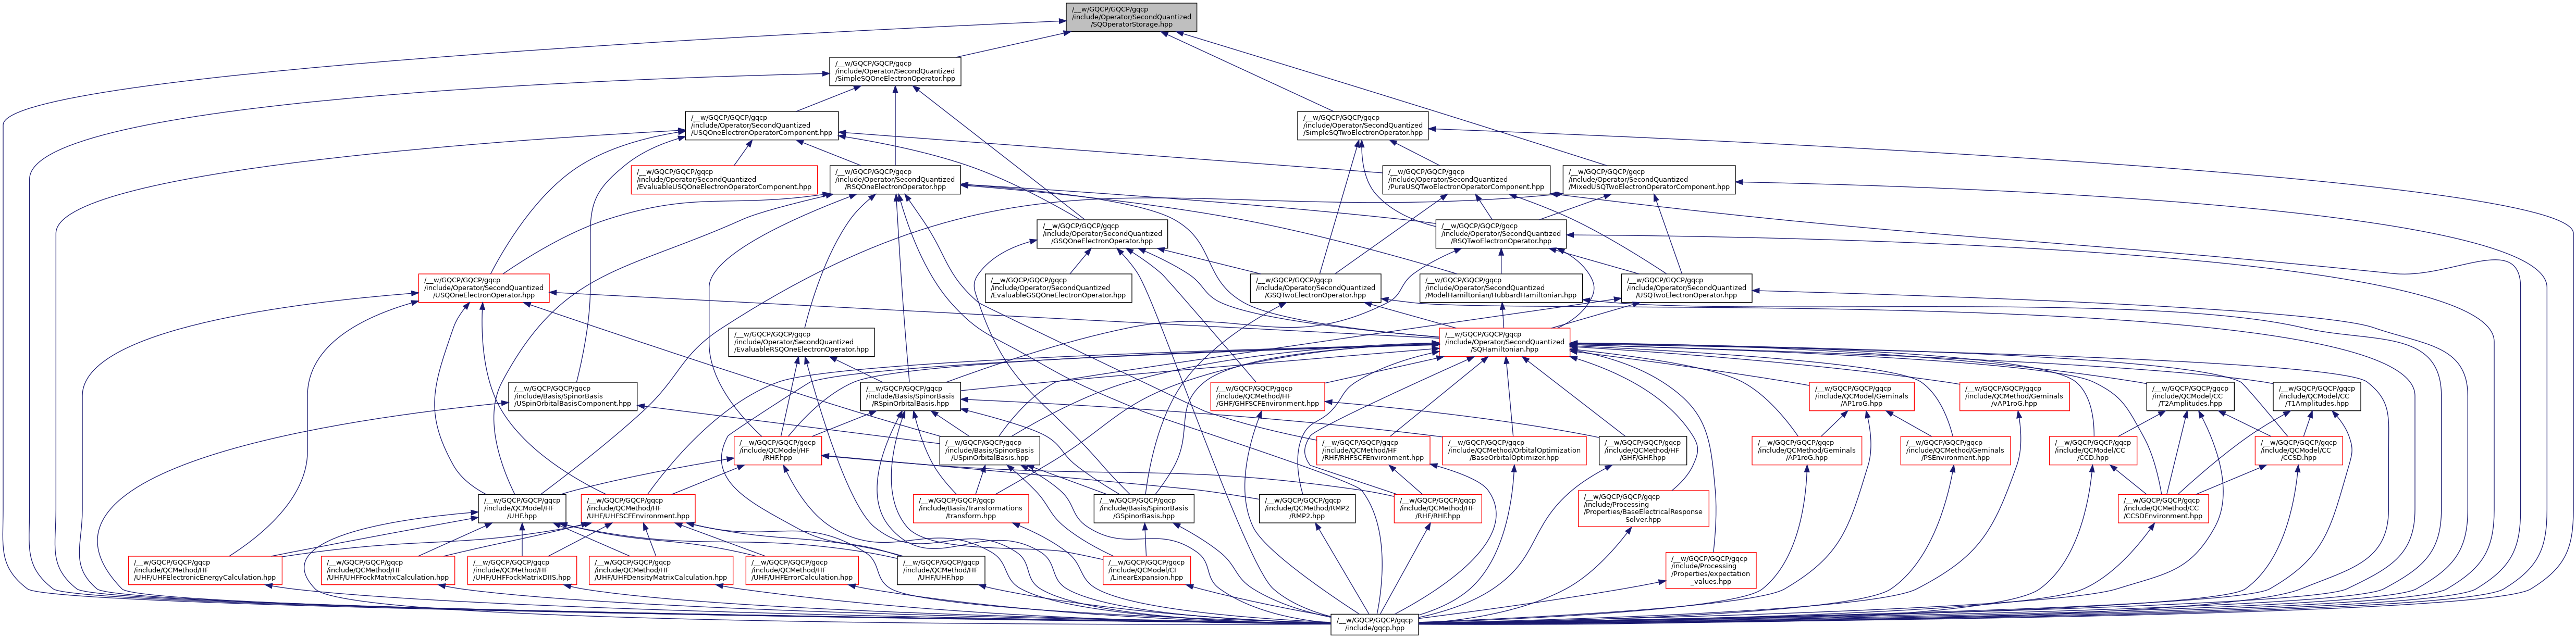 /__w/GQCP/GQCP/gqcp
/include/Operator/SecondQuantized
/SQOperatorStorage.hpp
/__w/GQCP/GQCP/gqcp
/include/Operator/SecondQuantized
/SimpleSQOneElectronOperator.hpp
/__w/GQCP/GQCP/gqcp
/include/Operator/SecondQuantized
/USQOneElectronOperatorComponent.hpp
/__w/GQCP/GQCP/gqcp
/include/Operator/SecondQuantized
/SimpleSQTwoElectronOperator.hpp
/__w/GQCP/GQCP/gqcp
/include/Operator/SecondQuantized
/EvaluableUSQOneElectronOperatorComponent.hpp
/__w/GQCP/GQCP/gqcp
/include/Operator/SecondQuantized
/RSQOneElectronOperator.hpp
/__w/GQCP/GQCP/gqcp
/include/Operator/SecondQuantized
/PureUSQTwoElectronOperatorComponent.hpp
/__w/GQCP/GQCP/gqcp
/include/Operator/SecondQuantized
/MixedUSQTwoElectronOperatorComponent.hpp
/__w/GQCP/GQCP/gqcp
/include/Operator/SecondQuantized
/GSQOneElectronOperator.hpp
/__w/GQCP/GQCP/gqcp
/include/Operator/SecondQuantized
/RSQTwoElectronOperator.hpp
/__w/GQCP/GQCP/gqcp
/include/Operator/SecondQuantized
/USQOneElectronOperator.hpp
/__w/GQCP/GQCP/gqcp
/include/Operator/SecondQuantized
/EvaluableGSQOneElectronOperator.hpp
/__w/GQCP/GQCP/gqcp
/include/Operator/SecondQuantized
/GSQTwoElectronOperator.hpp
/__w/GQCP/GQCP/gqcp
/include/Operator/SecondQuantized
/ModelHamiltonian/HubbardHamiltonian.hpp
/__w/GQCP/GQCP/gqcp
/include/Operator/SecondQuantized
/USQTwoElectronOperator.hpp
/__w/GQCP/GQCP/gqcp
/include/Operator/SecondQuantized
/EvaluableRSQOneElectronOperator.hpp
/__w/GQCP/GQCP/gqcp
/include/Operator/SecondQuantized
/SQHamiltonian.hpp
/__w/GQCP/GQCP/gqcp
/include/Basis/SpinorBasis
/USpinOrbitalBasisComponent.hpp
/__w/GQCP/GQCP/gqcp
/include/Basis/SpinorBasis
/RSpinOrbitalBasis.hpp
/__w/GQCP/GQCP/gqcp
/include/QCMethod/HF
/GHF/GHFSCFEnvironment.hpp
/__w/GQCP/GQCP/gqcp
/include/QCModel/Geminals
/AP1roG.hpp
/__w/GQCP/GQCP/gqcp
/include/QCMethod/Geminals
/vAP1roG.hpp
/__w/GQCP/GQCP/gqcp
/include/QCModel/CC
/T2Amplitudes.hpp
/__w/GQCP/GQCP/gqcp
/include/QCModel/CC
/T1Amplitudes.hpp
/__w/GQCP/GQCP/gqcp
/include/QCModel/HF
/RHF.hpp
/__w/GQCP/GQCP/gqcp
/include/Basis/SpinorBasis
/USpinOrbitalBasis.hpp
/__w/GQCP/GQCP/gqcp
/include/QCMethod/HF
/RHF/RHFSCFEnvironment.hpp
/__w/GQCP/GQCP/gqcp
/include/QCMethod/OrbitalOptimization
/BaseOrbitalOptimizer.hpp
/__w/GQCP/GQCP/gqcp
/include/QCMethod/HF
/GHF/GHF.hpp
/__w/GQCP/GQCP/gqcp
/include/QCMethod/Geminals
/AP1roG.hpp
/__w/GQCP/GQCP/gqcp
/include/QCMethod/Geminals
/PSEnvironment.hpp
/__w/GQCP/GQCP/gqcp
/include/QCModel/CC
/CCD.hpp
/__w/GQCP/GQCP/gqcp
/include/QCModel/CC
/CCSD.hpp
/__w/GQCP/GQCP/gqcp
/include/QCModel/HF
/UHF.hpp
/__w/GQCP/GQCP/gqcp
/include/QCMethod/HF
/UHF/UHFSCFEnvironment.hpp
/__w/GQCP/GQCP/gqcp
/include/Basis/Transformations
/transform.hpp
/__w/GQCP/GQCP/gqcp
/include/Basis/SpinorBasis
/GSpinorBasis.hpp
/__w/GQCP/GQCP/gqcp
/include/QCMethod/RMP2
/RMP2.hpp
/__w/GQCP/GQCP/gqcp
/include/QCMethod/HF
/RHF/RHF.hpp
/__w/GQCP/GQCP/gqcp
/include/Processing
/Properties/BaseElectricalResponse
Solver.hpp
/__w/GQCP/GQCP/gqcp
/include/QCMethod/CC
/CCSDEnvironment.hpp
/__w/GQCP/GQCP/gqcp
/include/QCMethod/HF
/UHF/UHFElectronicEnergyCalculation.hpp
/__w/GQCP/GQCP/gqcp
/include/QCMethod/HF
/UHF/UHFFockMatrixCalculation.hpp
/__w/GQCP/GQCP/gqcp
/include/QCMethod/HF
/UHF/UHFFockMatrixDIIS.hpp
/__w/GQCP/GQCP/gqcp
/include/QCMethod/HF
/UHF/UHFDensityMatrixCalculation.hpp
/__w/GQCP/GQCP/gqcp
/include/QCMethod/HF
/UHF/UHFErrorCalculation.hpp
/__w/GQCP/GQCP/gqcp
/include/QCMethod/HF
/UHF/UHF.hpp
/__w/GQCP/GQCP/gqcp
/include/QCModel/CI
/LinearExpansion.hpp
/__w/GQCP/GQCP/gqcp
/include/Processing
/Properties/expectation
_values.hpp
/__w/GQCP/GQCP/gqcp
/include/gqcp.hpp